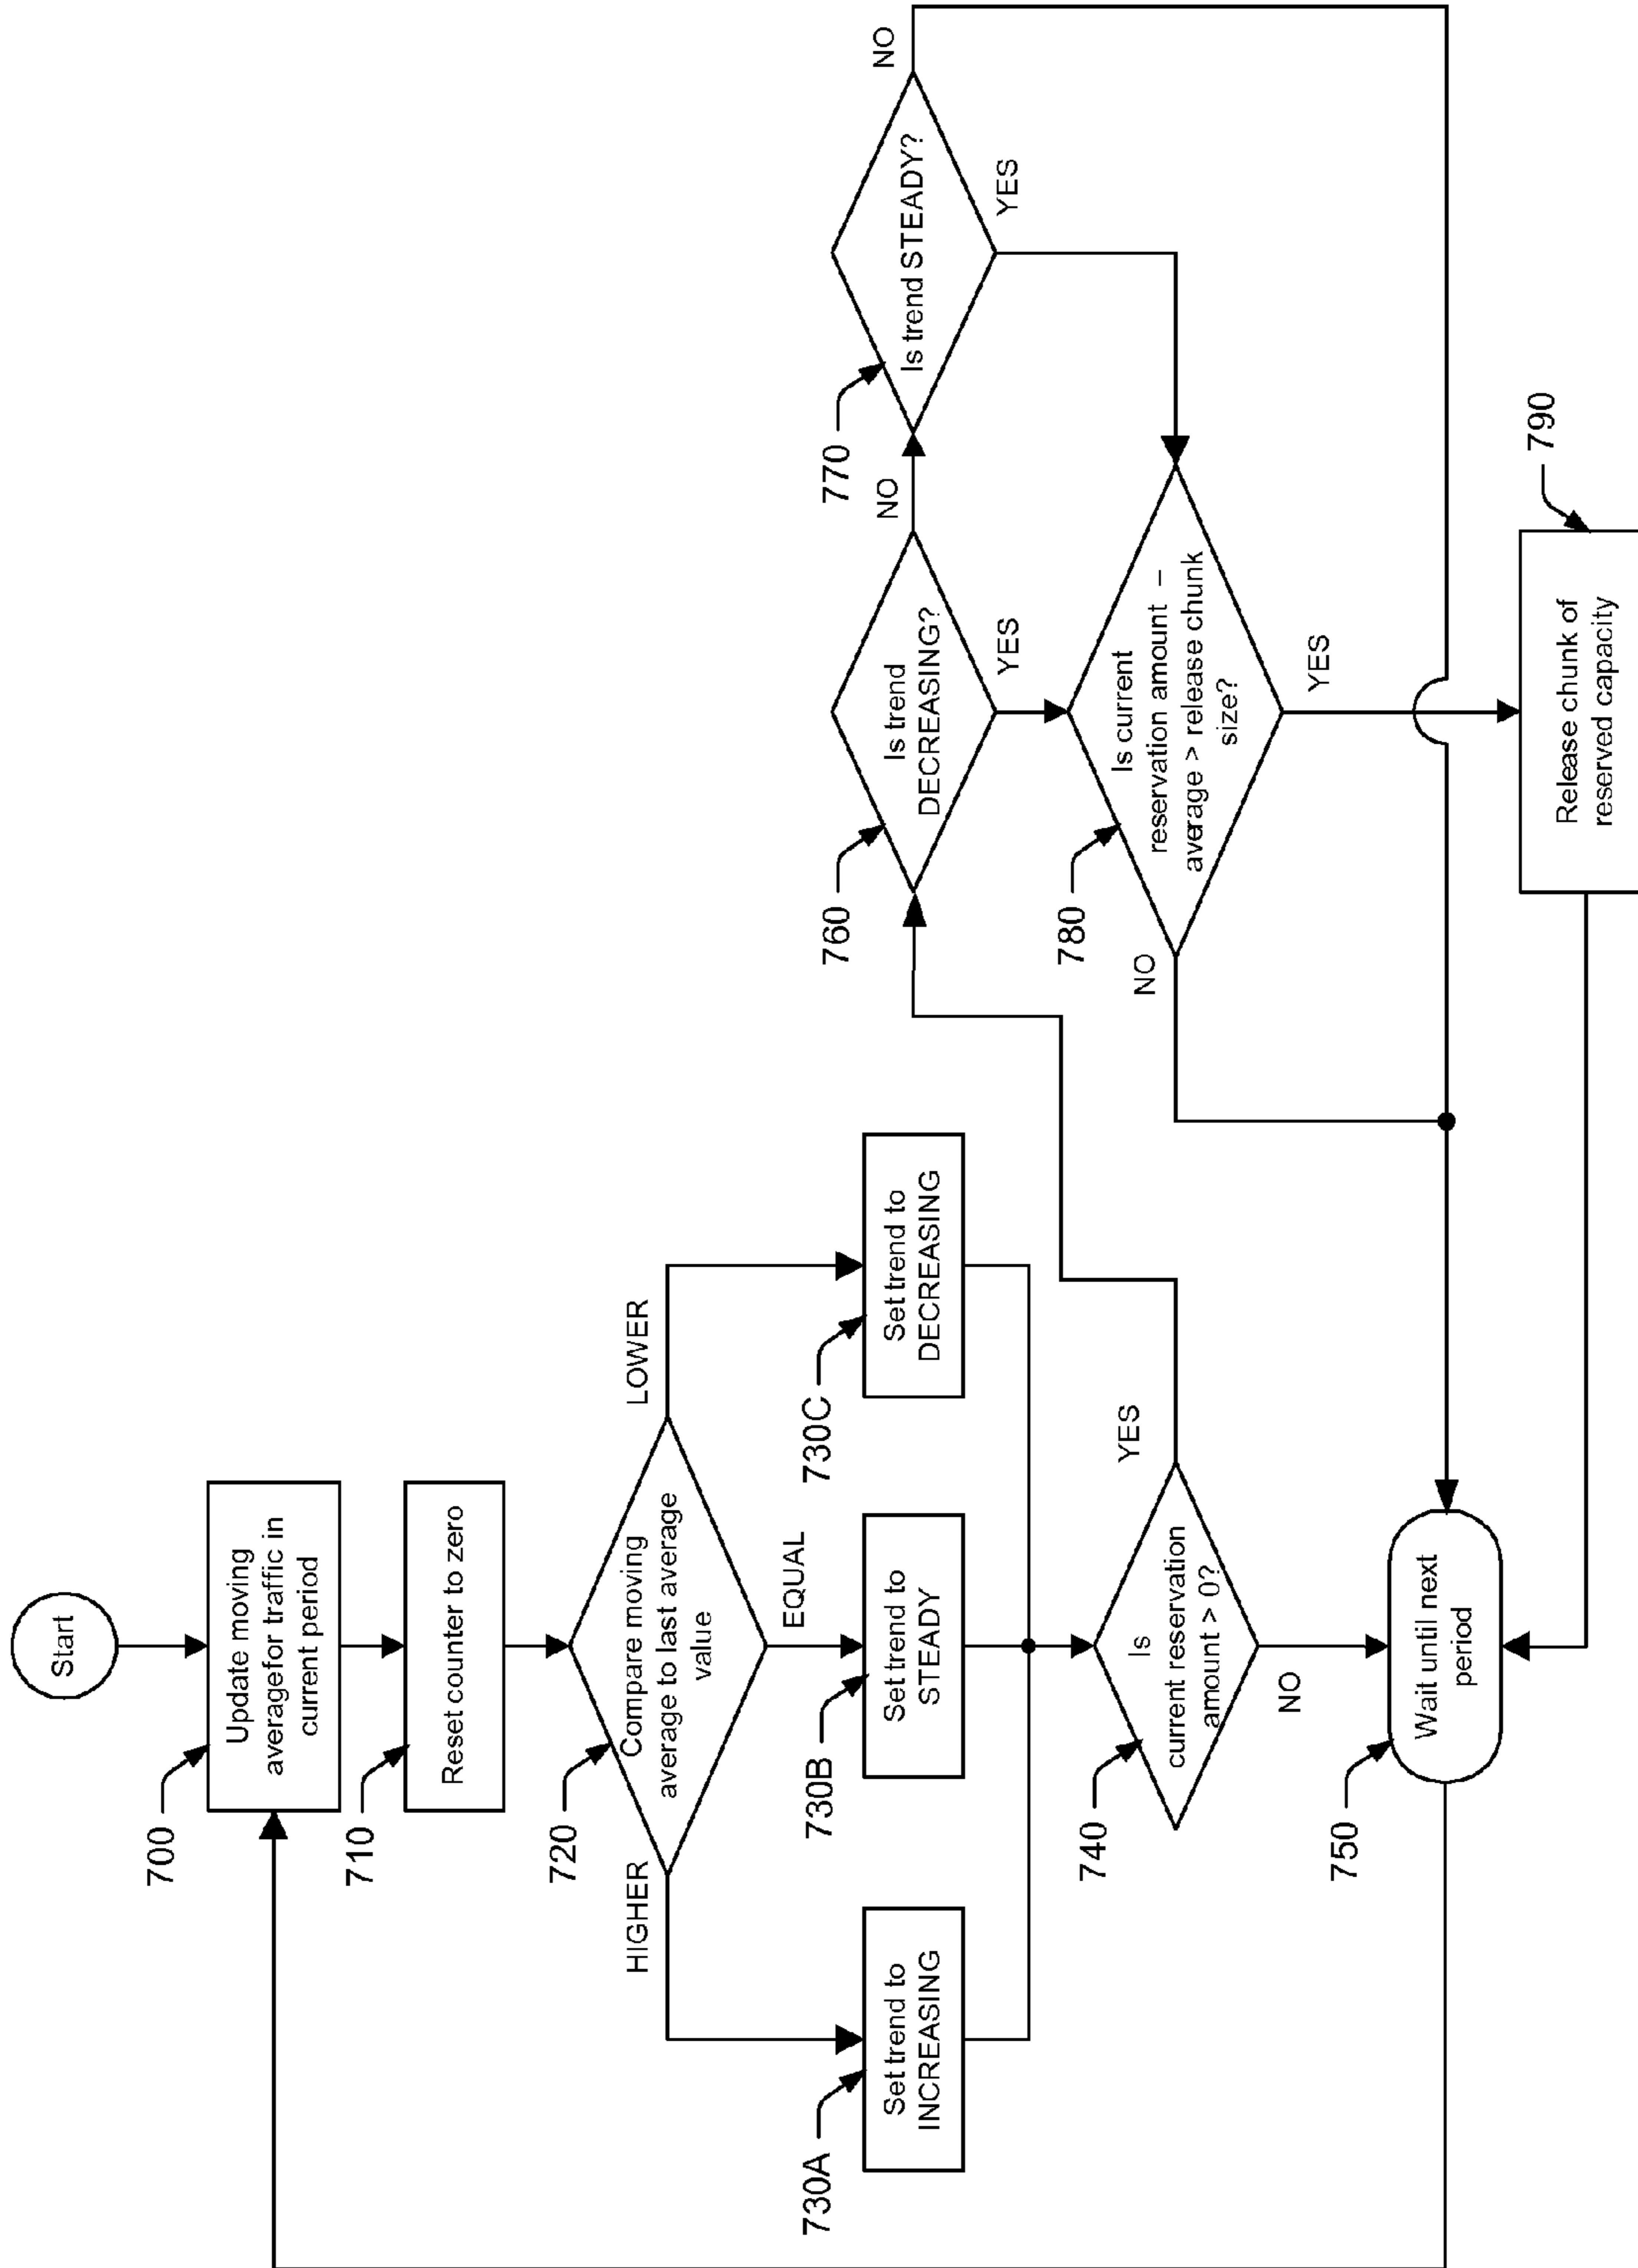 Start
700
Update moving
averagefor traffic in
current period
710
Reset counter to zero
720
Compare moving
average to last average
value
HIGHER
EQUAL
LOWER
730A
Set trend to
INCREASING
730B
Set trend to
STEADY
730C
Set trend to
DECREASING
740
Is
current reservation
amount > 0?
YES
NO
750
Wait until next
period
760
Is trend
DECREASING?
NO
YES
770
Is trend STEADY?
NO
YES
780
Is current
reservation amount –
average > release chunk
size?
NO
YES
790
Release chunk of
reserved capacity